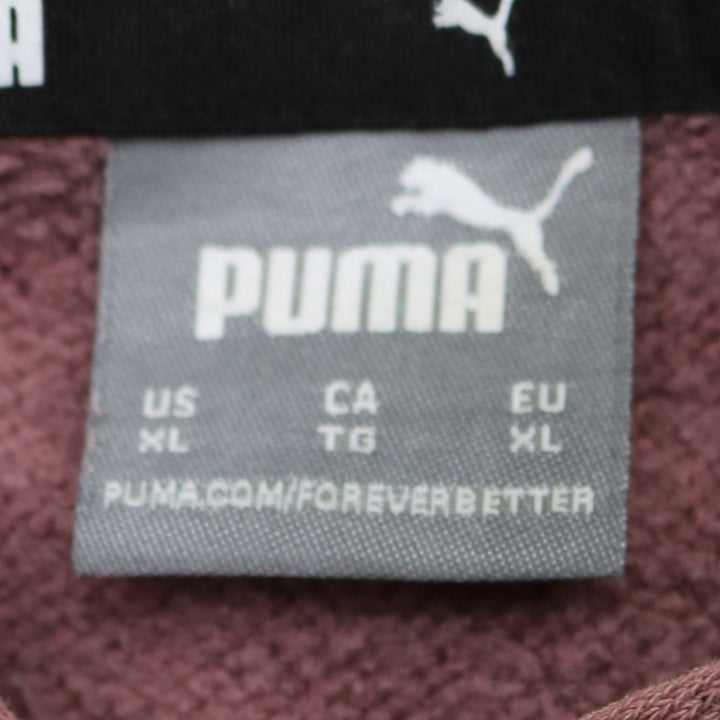 A
PUMA
US CA EU
XL TG XL
PUMA.COM/FOREVERBETTER